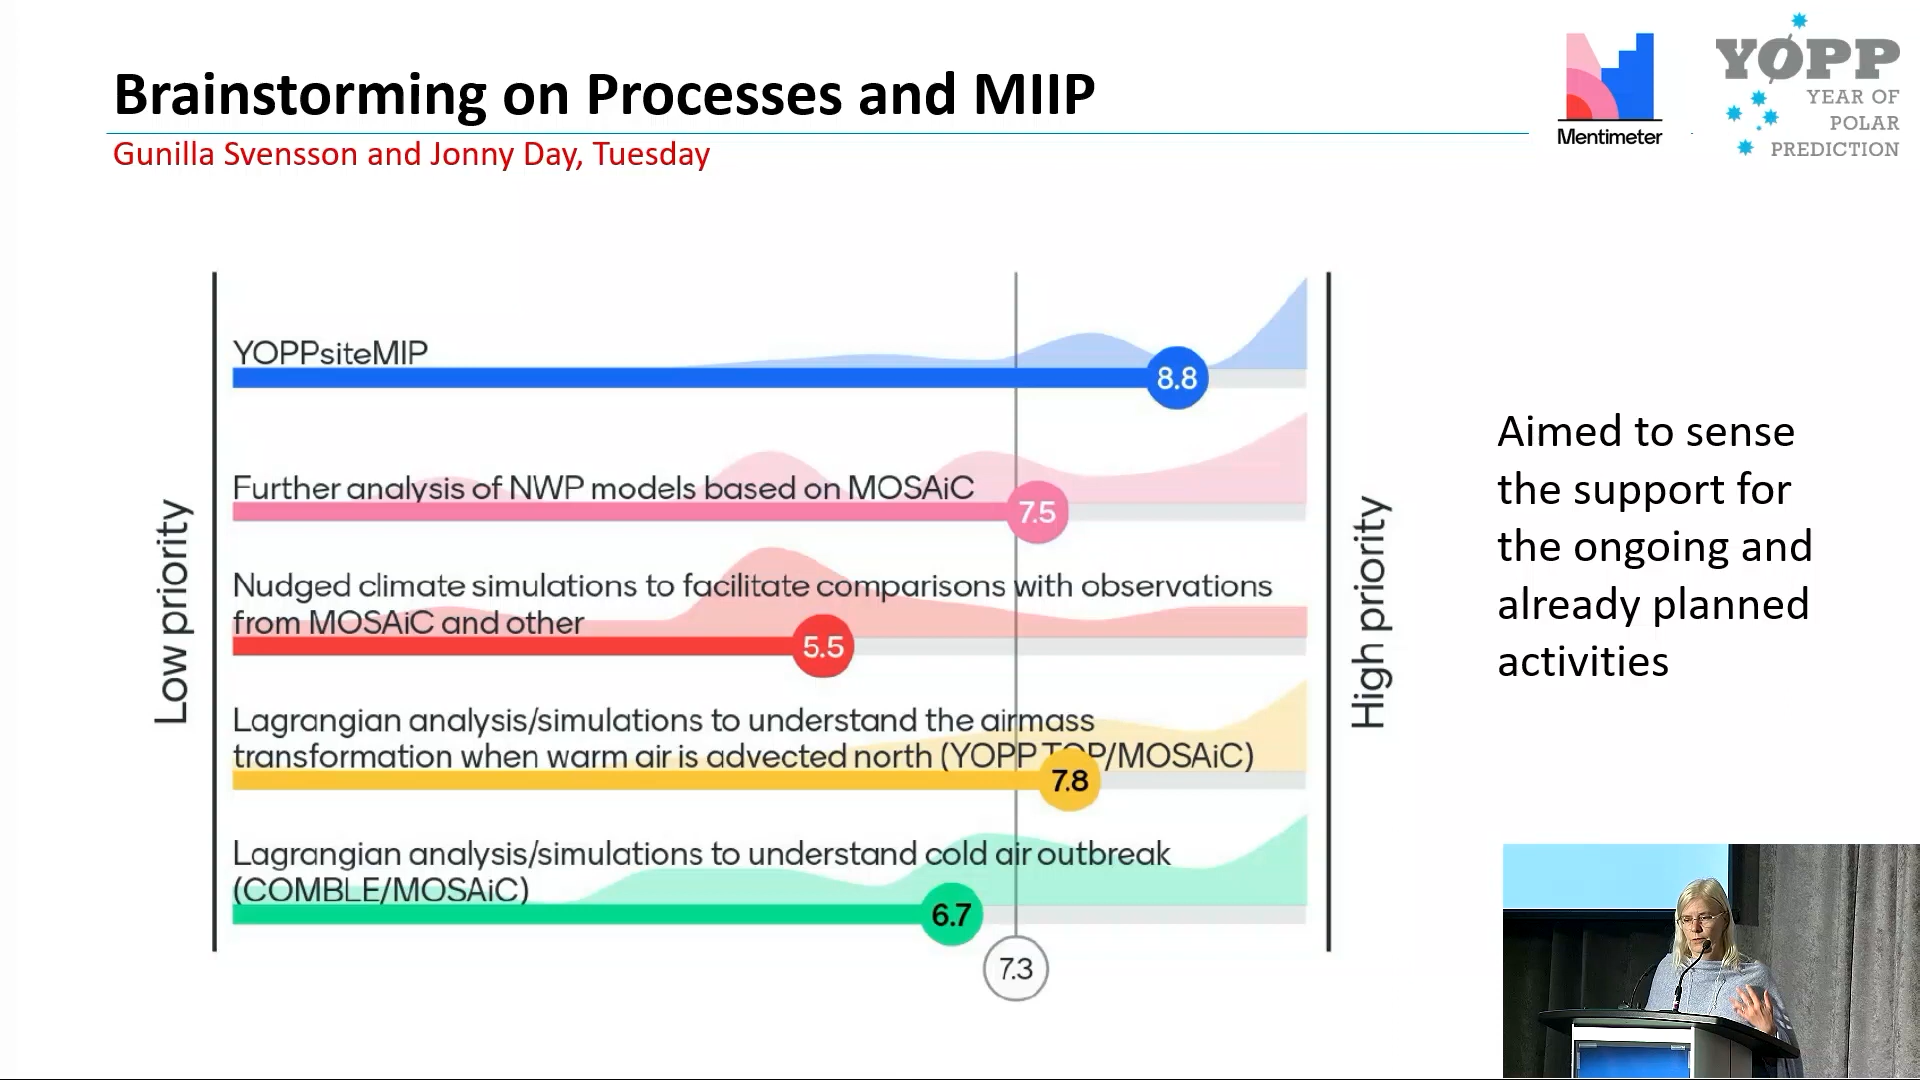 Brainstorming on Processes and MIIP
Gunilla Svensson and Jonny Day, Tuesday
Mentimeter
YOPP
YEAR OF
POLAR
PREDICTION
Low priority
YOPPsiteMIP
8.8
Further analysis of NWP models based on MOSAiC
7.5
Nudged climate simulations to facilitate comparisons with observations
from MOSAiC and other
5.5
Lagrangian analysis/simulations to understand the airmass
transformation when warm air is advected north (YOPP TOP/MOSAiC)
7.8
Lagrangian analysis/simulations to understand cold air outbreak
(COMBLE/MOSAiC)
6.7
7.3
High priority
Aimed to sense
the support for
the ongoing and
already planned
activities